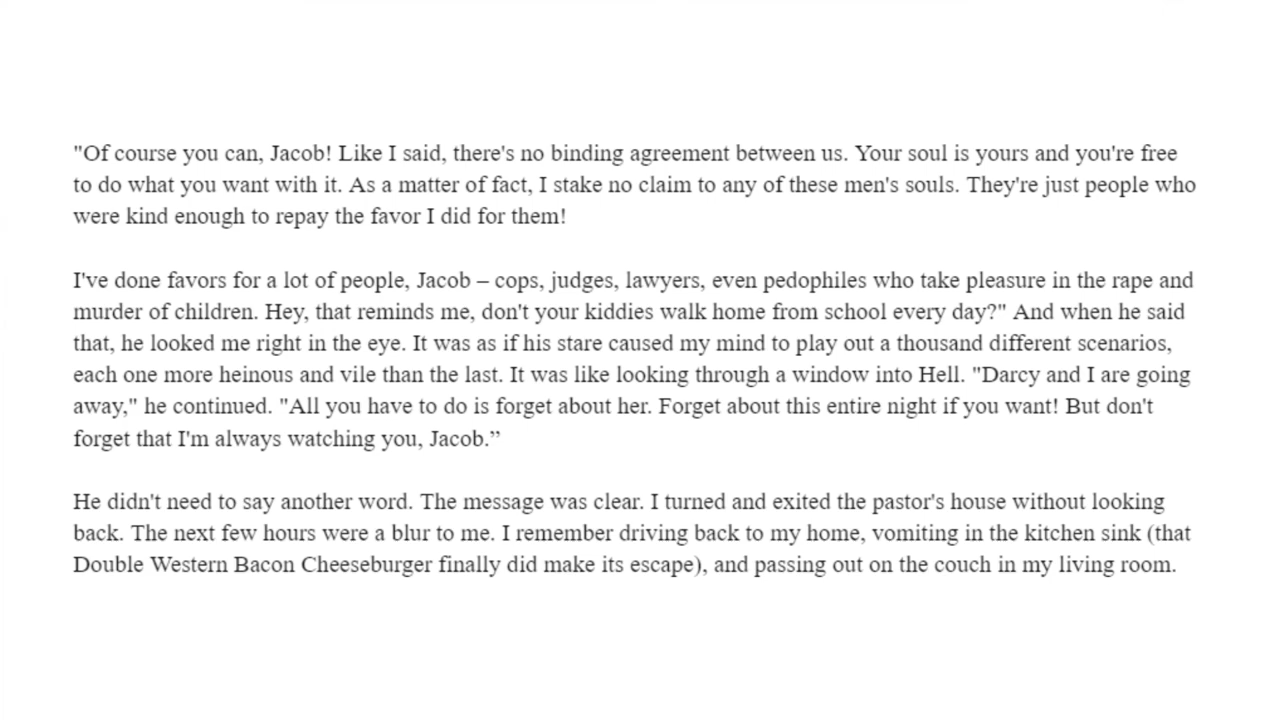 "Of course you can, Jacob! Like I said, there's no binding agreement between us. Your soul is yours and you're free
to do what you want with it. As a matter of fact, I stake no claim to any of these men's souls. They're just people who
were kind enough to repay the favor I did for them!
I've done favors for a lot of people, Jacob – cops, judges, lawyers, even pedophiles who take pleasure in the rape and
murder of children. Hey, that reminds me, don't your kiddies walk home from school every day?" And when he said
that, he looked me right in the eye. It was as if his stare caused my mind to play out a thousand different scenarios,
each one more heinous and vile than the last. It was like looking through a window into Hell. "Darcy and I are going
away," he continued. "All you have to do is forget about her. Forget about this entire night if you want! But don't
forget that I'm always watching you, Jacob.”
He didn't need to say another word. The message was clear. I turned and exited the pastor's house without looking
back. The next few hours were a blur to me. I remember driving back to my home, vomiting in the kitchen sink (that
Double Western Bacon Cheeseburger finally did make its escape), and passing out on the couch in my living room.